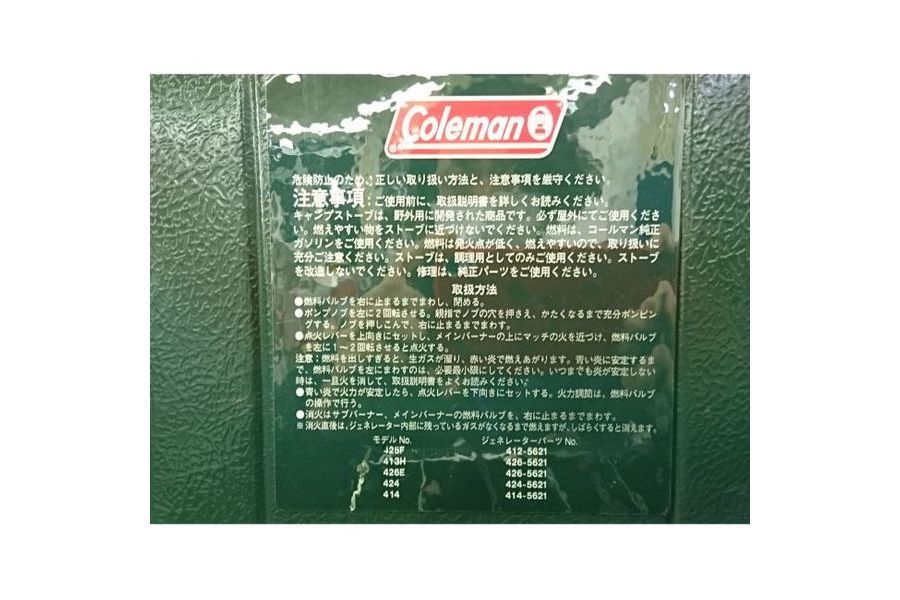 Coleman
危険防止のため、正しい取り扱い方法と、注意事項を厳守ください。
注意事項：ご使用前に、取扱説明書を詳しくお読みください。
キャンプストーブは、野外用に開発された商品です。必ず屋外にてご使用くださ
い。燃えやすい物をストーブに近づけないでください。燃料は、コールマン純正
ガソリンをご使用ください。燃料は発火点が低く、燃えやすいので、取り扱いに
充分ご注意ください。ストーブは、調理用としてのみご使用ください。ストーブ
を改造しないでください。修理は、純正パーツをご使用ください。
取扱方法
●燃料バルブを右に止まるまでまわし、閉める。
●ポンプノブを左に2回転させる。親指でノブの穴を押さえ、かたくなるまで充分ポンピン
グする。ノブを押しこんで、右に止まるまでまわす。
●点火レバーを上向きにセットし、メインバーナーの上にマッチの火を近づけ、燃料バルブ
を左に1〜2回転させると点火する。
注意：燃料を出しすぎると、生ガスが溜り、赤い炎で燃えあがります。青い炎に安定するま
で、燃料バルブを左にまわすのは、必要最小限にしてください。いつまでも炎が安定しない
時は、一旦火を消して、取扱説明書をよくお読みください。
●青い炎で火力が安定したら、点火レバーを下向きにセットする。火力調節は、燃料バルブ
の操作で行う。
●消火はサブバーナー、メインバーナーの燃料バルブを、右に止まるまでまわす。
※消火直後は、ジェネレーター内部に残っているガスがなくなるまで燃えますが、しばらくすると消えます。
モデルNo. ジェネレーターパーツ No.
425F 412-5621
413H 426-5621
426E 426-5621
424 424-5621
414 414-5621